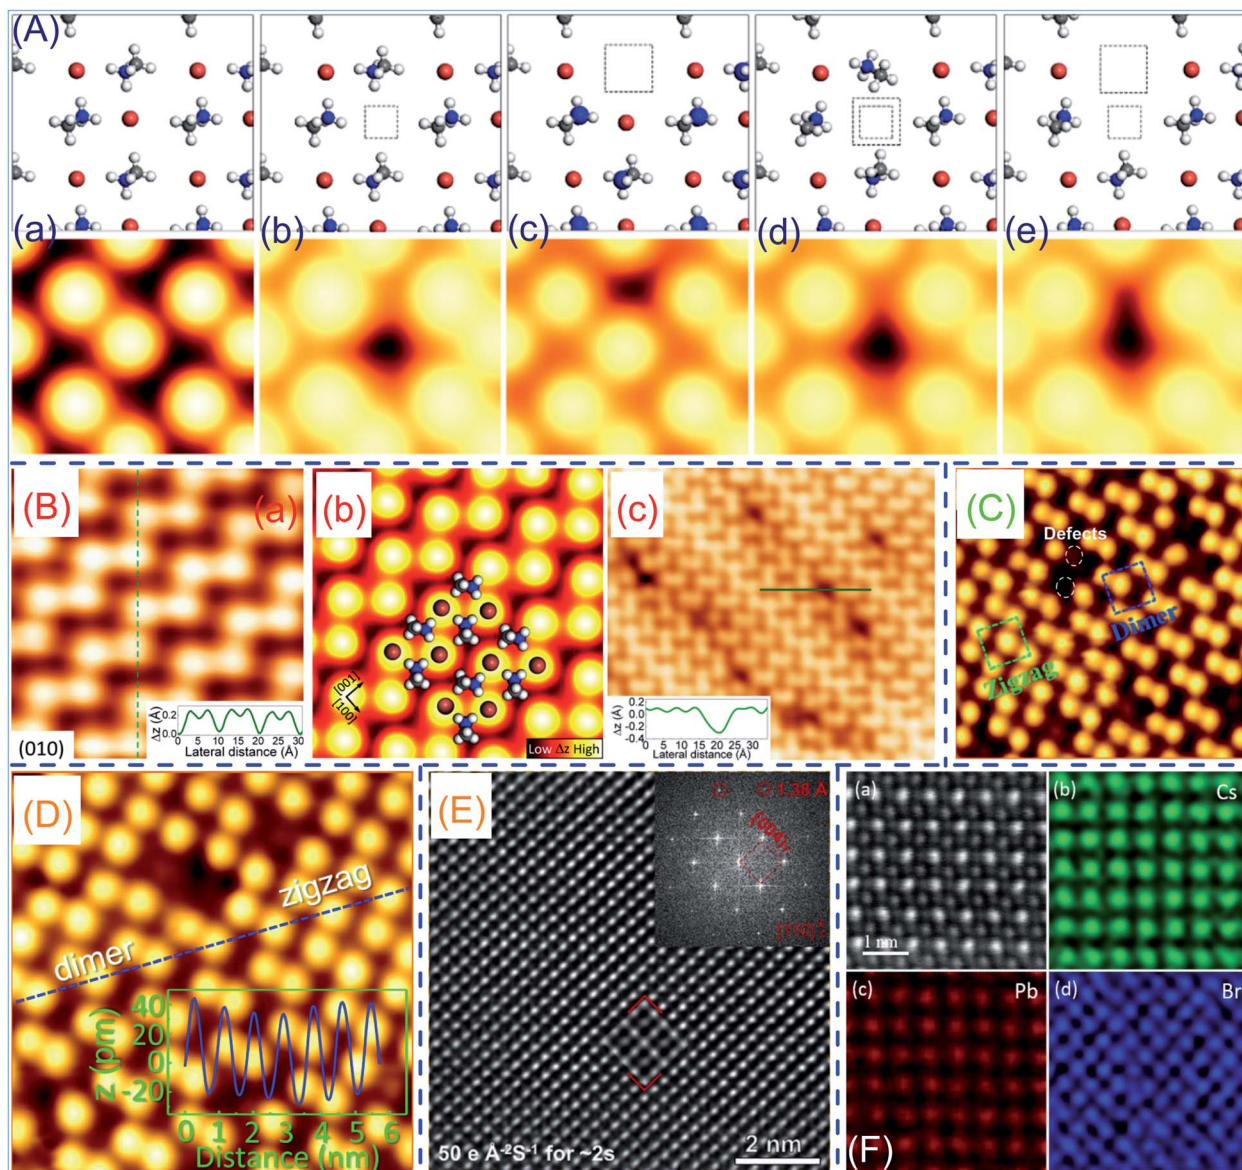 (A)
(a)
(b)
(c)
(d)
(e)
(B)
(a)
0.2
0.0
Δz (Å)
0 5 10 15 20 25 30
Lateral distance (Å)
(010)
(b)
[001]
[100]
Low Δz High
(c)
0.2
0.0
-0.2
-0.4
Δz (Å)
0 5 10 15 20 25 30
Lateral distance (Å)
(C)
Defects
Dimer
Zigzag
(D)
zigzag
dimer
40
20
0
-20
z (pm)
0 1 2 3 4 5 6
Distance (nm)
(E)
1.38 Å
50 e Å-2S-1 for ~2s
2 nm
(a)
1 nm
(b)
Cs
(c)
Pb
(d)
Br
(F)